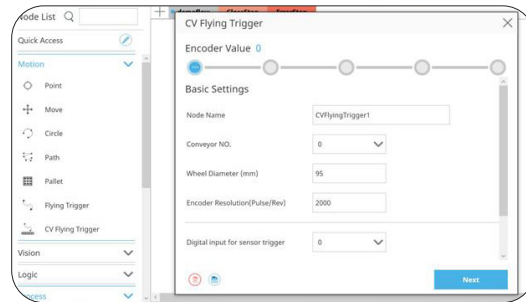 Node List
Quick Access
Motion
Point
Move
Circle
Path
Pallet
Flying Trigger
CV Flying Trigger
Vision
Logic
CV Flying Trigger
Encoder Value 0
Basic Settings
Node Name CVFlyingTrigger1
Conveyor NO. 0
Wheel Diameter (mm) 95
Encoder Resolution(Pulse/Rev) 2000
Digital input for sensor trigger 0
Next